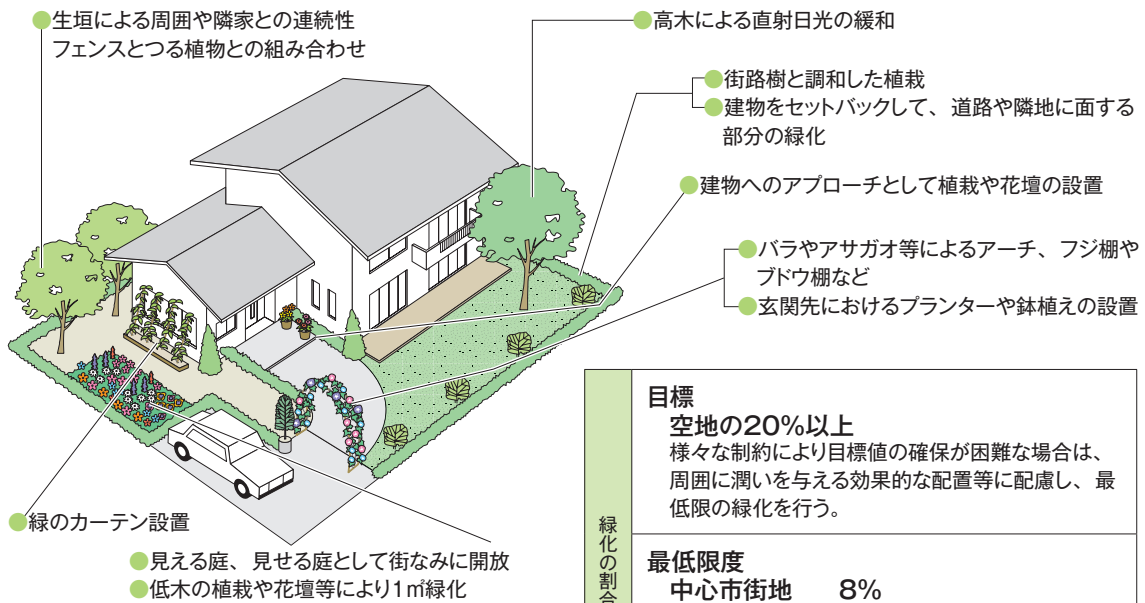 ●生垣による周囲や隣家との連続性
フェンスとつる植物との組み合わせ
●高木による直射日光の緩和
●街路樹と調和した植栽
●建物をセットバックして、道路や隣地に面する
部分の緑化
●建物へのアプローチとして植栽や花壇の設置
●バラやアサガオ等によるアーチ、フジ棚や
ブドウ棚など
●玄関先におけるプランターや鉢植えの設置
●緑のカーテン設置
●見える庭、見せる庭として街なみに開放
●低木の植栽や花壇等により1㎡緑化
緑化の割合
目標
空地の20%以上
様々な制約により目標値の確保が困難な場合は、
周囲に潤いを与える効果的な配置等に配慮し、最
低限の緑化を行う。
最低限度
中心市街地 8%